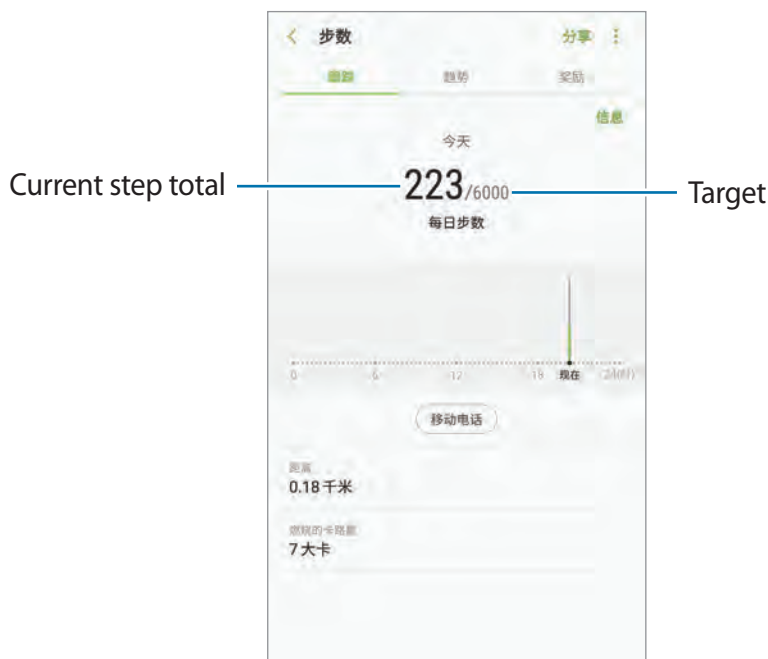 步数 分享
跟踪 趋势 奖励
信息
今天
Current step total 223/6000 Target
每日步数
0 6 12 18 现在 24(时)
移动电话
距离
0.18 千米
燃烧的卡路里
7 大卡